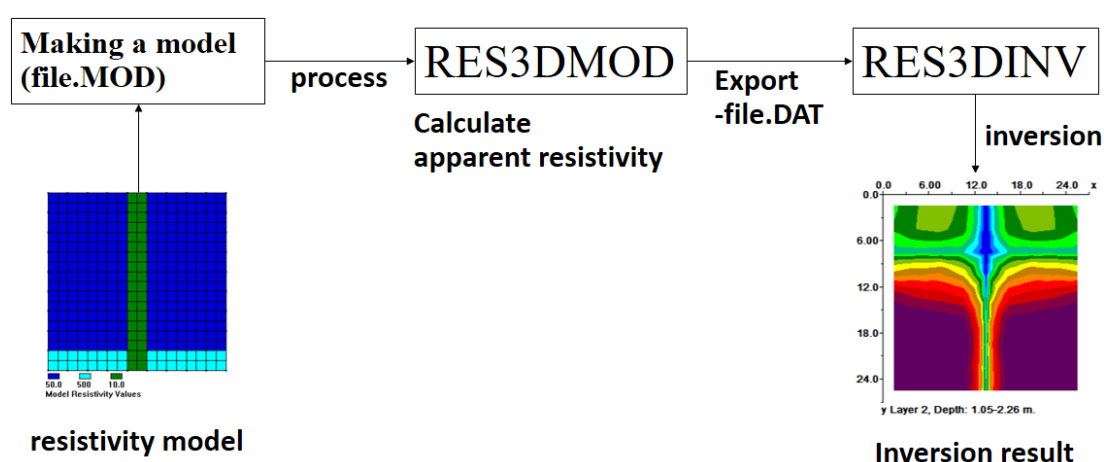 Making a model
(file.MOD)
process
RES3DMOD
Calculate
apparent resistivity
Export
-file.DAT
RES3DINV
inversion
50.0 500 10.0
Model Resistivity Values
resistivity model
0.0 6.00 12.0 18.0 24.0 x
0.0
6.00
12.0
18.0
24.0
y Layer 2, Depth: 1.05-2.26 m.
Inversion result